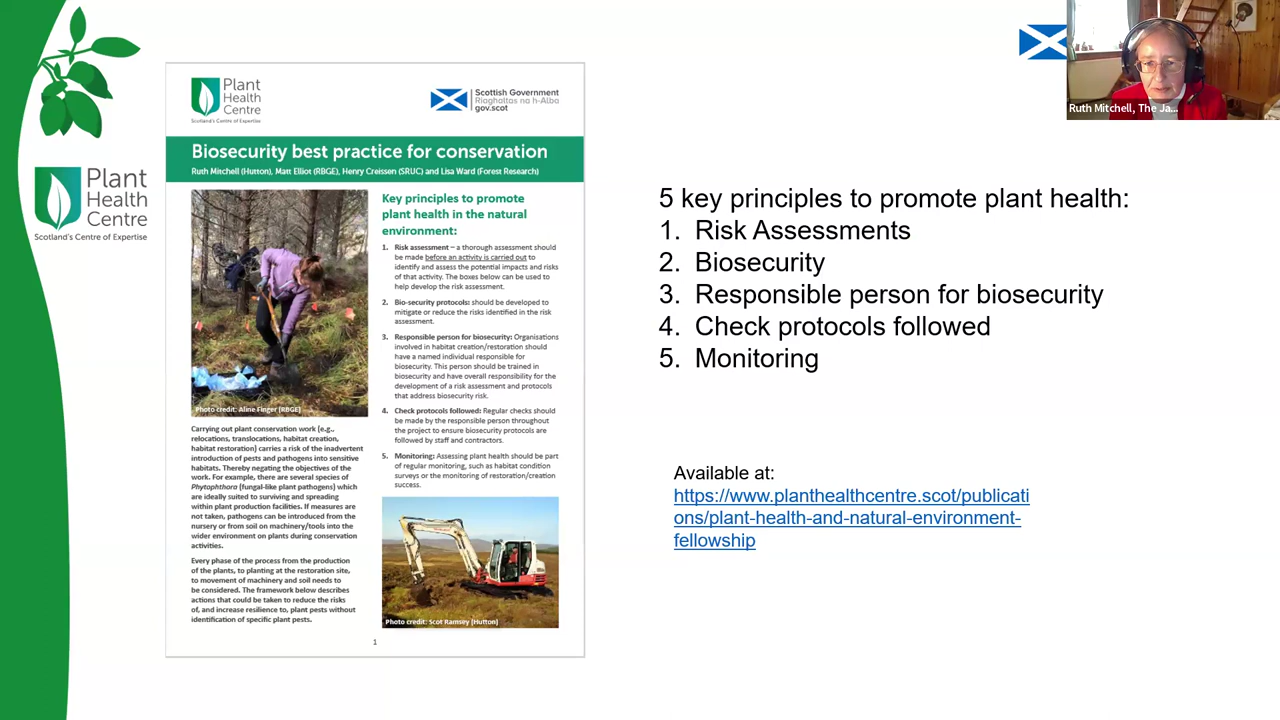 Plant
Health
Centre
Scotland's Centre of Expertise
Plant
Health
Centre
Scotland's Centre of Expertise
Scottish Government
Riaghaltas na h-Alba
gov.scot
Biosecurity best practice for conservation
Ruth Mitchell (Hutton), Matt Elliot (RBGE), Henry Creissen (SRUC) and Lisa Ward (Forest Research)
Photo credit: Aline Finger (RBGE)
Carrying out plant conservation work (e.g.,
relocations, translocations, habitat creation,
habitat restoration) carries a risk of the inadvertent
introduction of pests and pathogens into sensitive
habitats. Thereby negating the objectives of the
work. For example, there are several species of
Phytophthora (fungal-like plant pathogens) which
are ideally suited to surviving and spreading
within plant production facilities. If measures are
not taken, pathogens can be introduced from the
nursery or from soil on machinery/tools into the
wider environment on plants during conservation
activities.
Every phase of the process from the production
of the plants, to planting at the restoration site,
to movement of machinery and soil needs to
be considered. The framework below describes
actions that could be taken to reduce the risks
of, and increase resilience to, plant pests without
identification of specific plant pests.
Key principles to promote
plant health in the natural
environment:
1. Risk assessment – a thorough assessment should
be made before an activity is carried out to
identify and assess the potential impacts and risks
of that activity. The boxes below can be used to
help develop the risk assessment.
2. Bio-security protocols: should be developed to
mitigate or reduce the risks identified in the risk
assessment.
3. Responsible person for biosecurity: Organisations
involved in habitat creation/restoration should
have a named individual responsible for
biosecurity. This person should be trained in
biosecurity and have overall responsibility for the
development of a risk assessment and protocols
that address biosecurity risk.
4. Check protocols followed: Regular checks should
be made by the responsible person throughout
the project to ensure biosecurity protocols are
followed by staff and contractors.
5. Monitoring: Assessing plant health should be part
of regular monitoring, such as habitat condition
surveys or the monitoring of restoration/creation
success.
Photo credit: Scot Ramsey (Hutton)
1
5 key principles to promote plant health:
1. Risk Assessments
2. Biosecurity
3. Responsible person for biosecurity
4. Check protocols followed
5. Monitoring
Available at:
https://www.planthealthcentre.scot/publicati
ons/plant-health-and-natural-environment-
fellowship
Ruth Mitchell, The Ja...